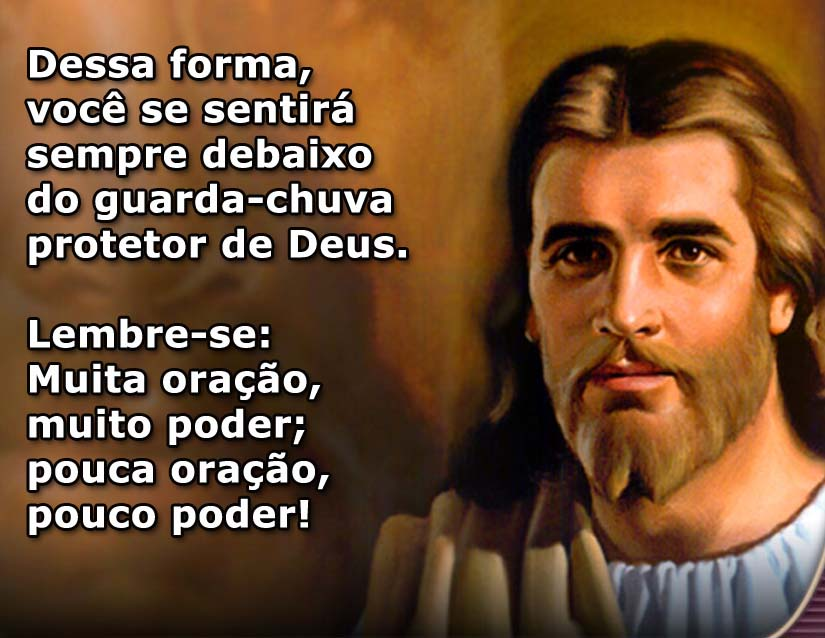 Dessa forma,
você se sentirá
sempre debaixo
do guarda-chuva
protetor de Deus.
Lembre-se:
Muita oração,
muito poder;
pouca oração,
pouco poder!